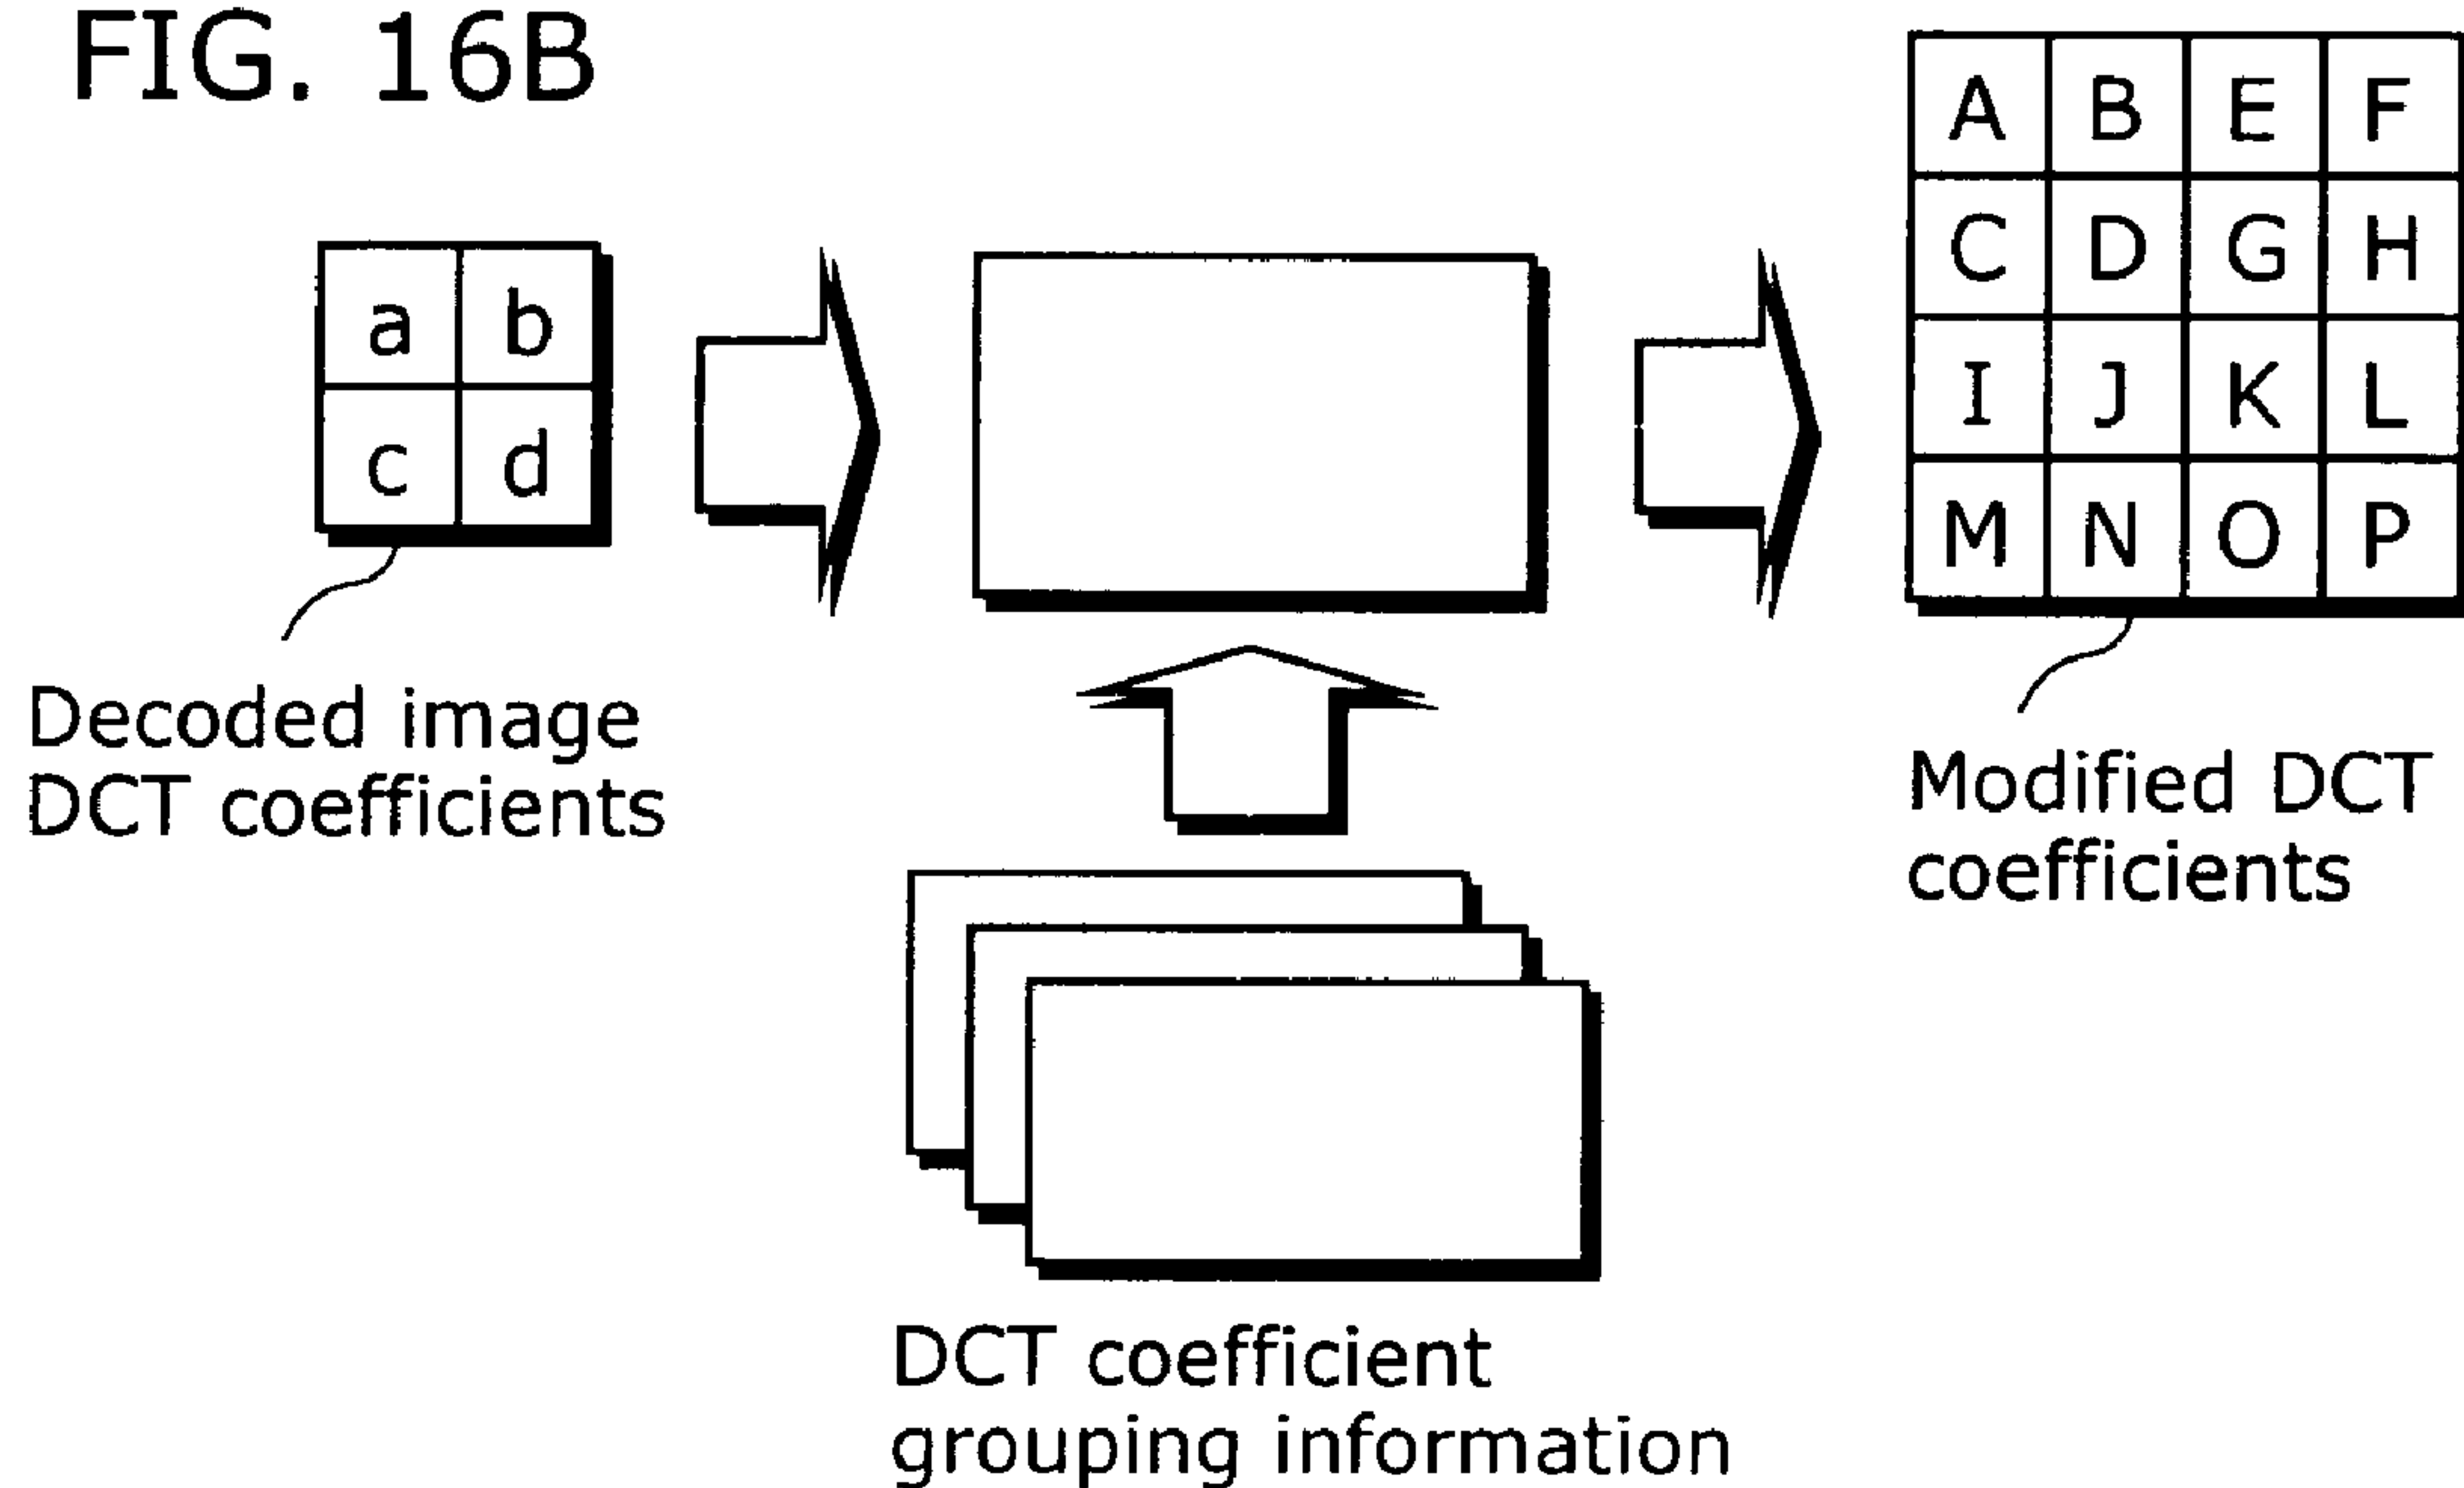 FIG. 16B
a b
c d
Decoded image
DCT coefficients
A B E F
C D G H
I J K L
M N O P
Modified DCT
coefficients
DCT coefficient
grouping information